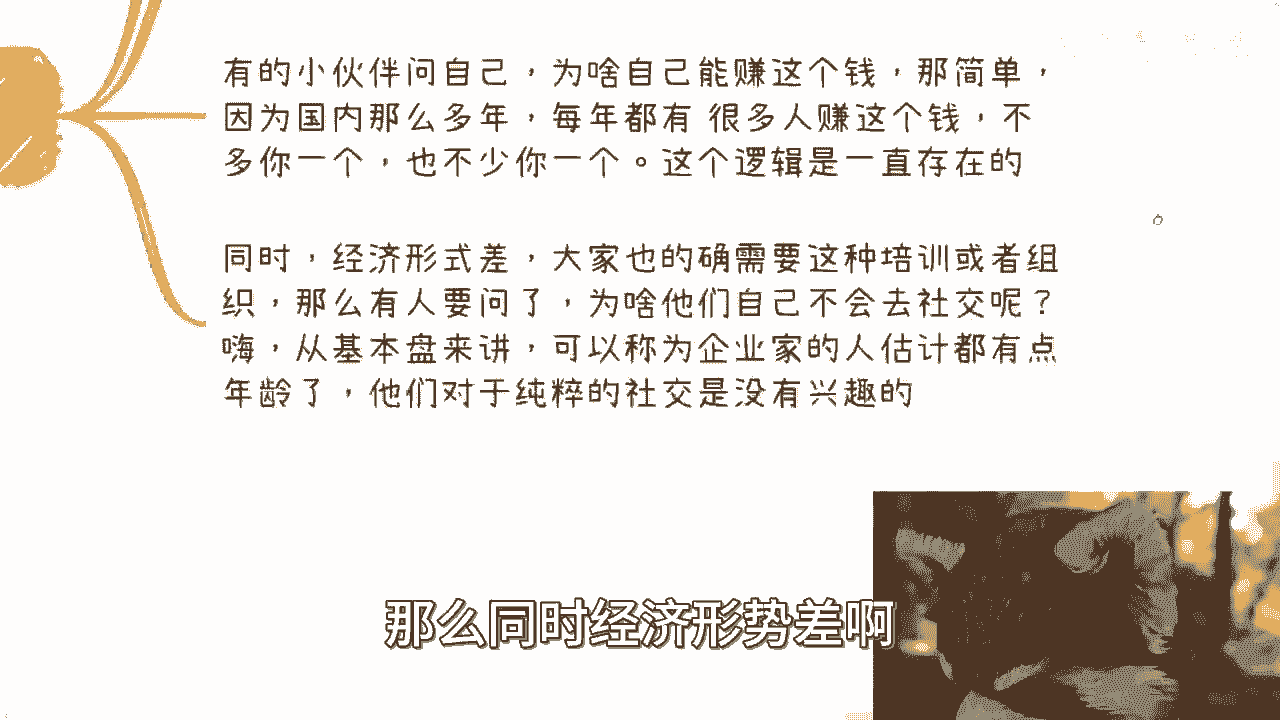 有的小伙伴问自己，为啥自己能赚这个钱，那简单，
因为国内那么多年，每年都有 很多人赚这个钱，不
多你一个，也不少你一个。这个逻辑是一直存在的
同时，经济形式差，大家也的确需要这种培训或者组
织，那么有人要问了，为啥他们自己不会去社交呢？
嗨，从基本盘来讲，可以称为企业家的人估计都有点
年龄了，他们对于纯粹的社交是没有兴趣的
那么同时经济形势差啊